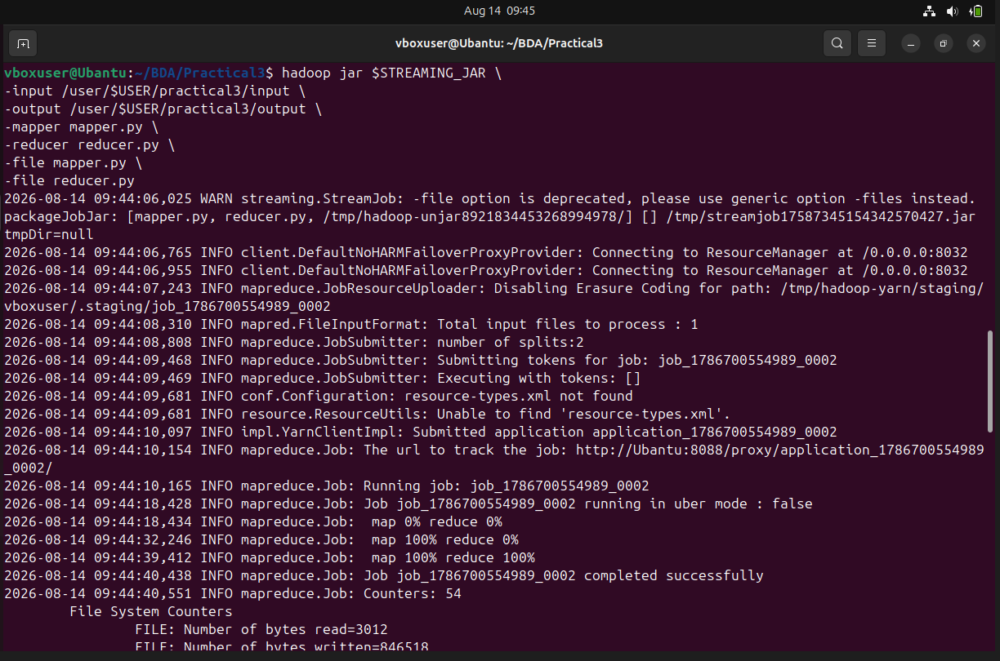 Aug 14 09:45
vboxuser@Ubantu: ~/BDA/Practical3
vboxuser@Ubantu:~/BDA/Practical3$ hadoop jar $STREAMING_JAR \
-input /user/$USER/practical3/input \
-output /user/$USER/practical3/output \
-mapper mapper.py \
-reducer reducer.py \
-file mapper.py \
-file reducer.py
2026-08-14 09:44:06,025 WARN streaming.StreamJob: -file option is deprecated, please use generic option -files instead.
packageJobJar: [mapper.py, reducer.py, /tmp/hadoop-unjar8921834453268994978/] [] /tmp/streamjob17587345154342570427.jar
tmpDir=null
2026-08-14 09:44:06,765 INFO client.DefaultNoHARMFailoverProxyProvider: Connecting to ResourceManager at /0.0.0.0:8032
2026-08-14 09:44:06,955 INFO client.DefaultNoHARMFailoverProxyProvider: Connecting to ResourceManager at /0.0.0.0:8032
2026-08-14 09:44:07,243 INFO mapreduce.JobResourceUploader: Disabling Erasure Coding for path: /tmp/hadoop-yarn/staging/
vboxuser/.staging/job_1786700554989_0002
2026-08-14 09:44:08,310 INFO mapred.FileInputFormat: Total input files to process : 1
2026-08-14 09:44:08,808 INFO mapreduce.JobSubmitter: number of splits:2
2026-08-14 09:44:09,468 INFO mapreduce.JobSubmitter: Submitting tokens for job: job_1786700554989_0002
2026-08-14 09:44:09,469 INFO mapreduce.JobSubmitter: Executing with tokens: []
2026-08-14 09:44:09,681 INFO conf.Configuration: resource-types.xml not found
2026-08-14 09:44:09,681 INFO resource.ResourceUtils: Unable to find 'resource-types.xml'.
2026-08-14 09:44:10,097 INFO impl.YarnClientImpl: Submitted application application_1786700554989_0002
2026-08-14 09:44:10,154 INFO mapreduce.Job: The url to track the job: http://Ubantu:8088/proxy/application_1786700554989
_0002/
2026-08-14 09:44:10,165 INFO mapreduce.Job: Running job: job_1786700554989_0002
2026-08-14 09:44:18,428 INFO mapreduce.Job: Job job_1786700554989_0002 running in uber mode : false
2026-08-14 09:44:18,434 INFO mapreduce.Job:  map 0% reduce 0%
2026-08-14 09:44:32,246 INFO mapreduce.Job:  map 100% reduce 0%
2026-08-14 09:44:39,412 INFO mapreduce.Job:  map 100% reduce 100%
2026-08-14 09:44:40,438 INFO mapreduce.Job: Job job_1786700554989_0002 completed successfully
2026-08-14 09:44:40,551 INFO mapreduce.Job: Counters: 54
File System Counters
FILE: Number of bytes read=3012
FILE: Number of bytes written=846518